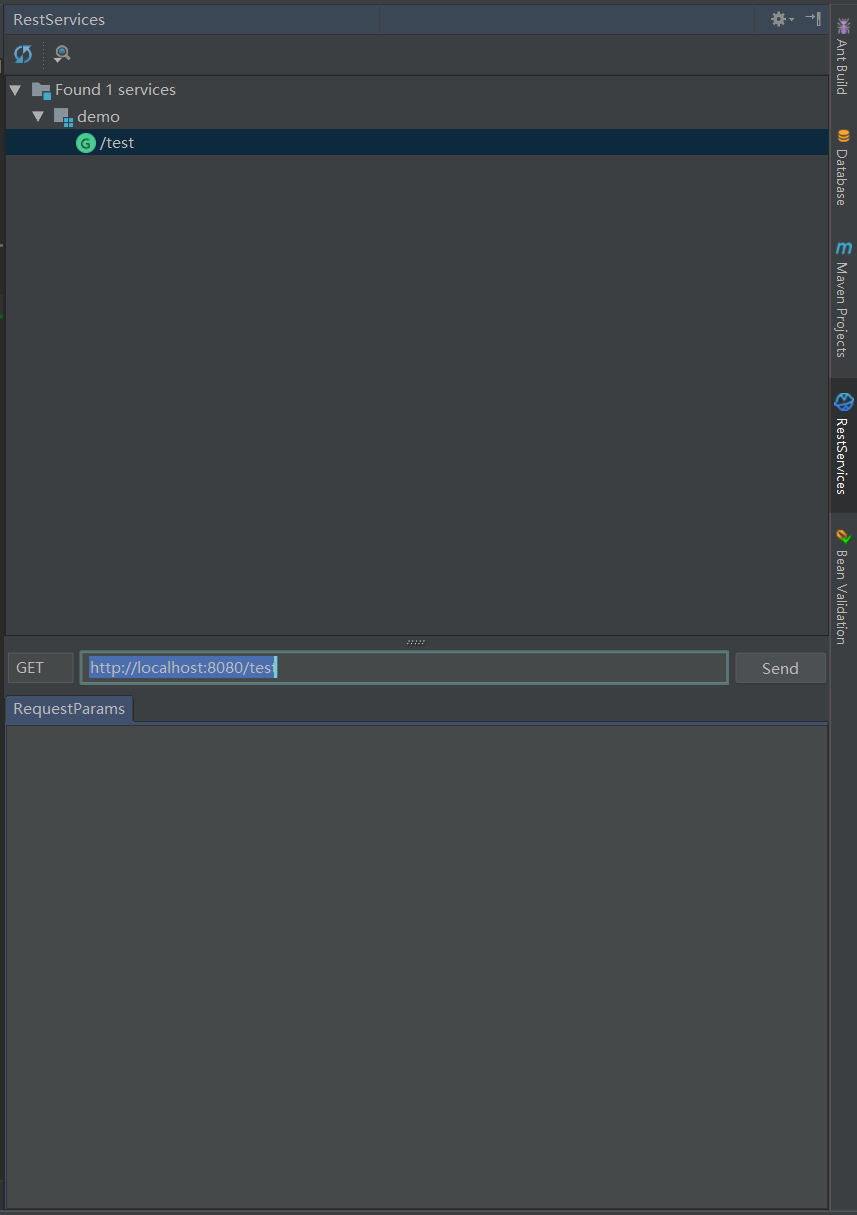 RestServices
Found 1 services
demo
G /test
GET
http://localhost:8080/test
Send
RequestParams
Ant Build
Database
m
Maven Projects
RestServices
Bean Validation